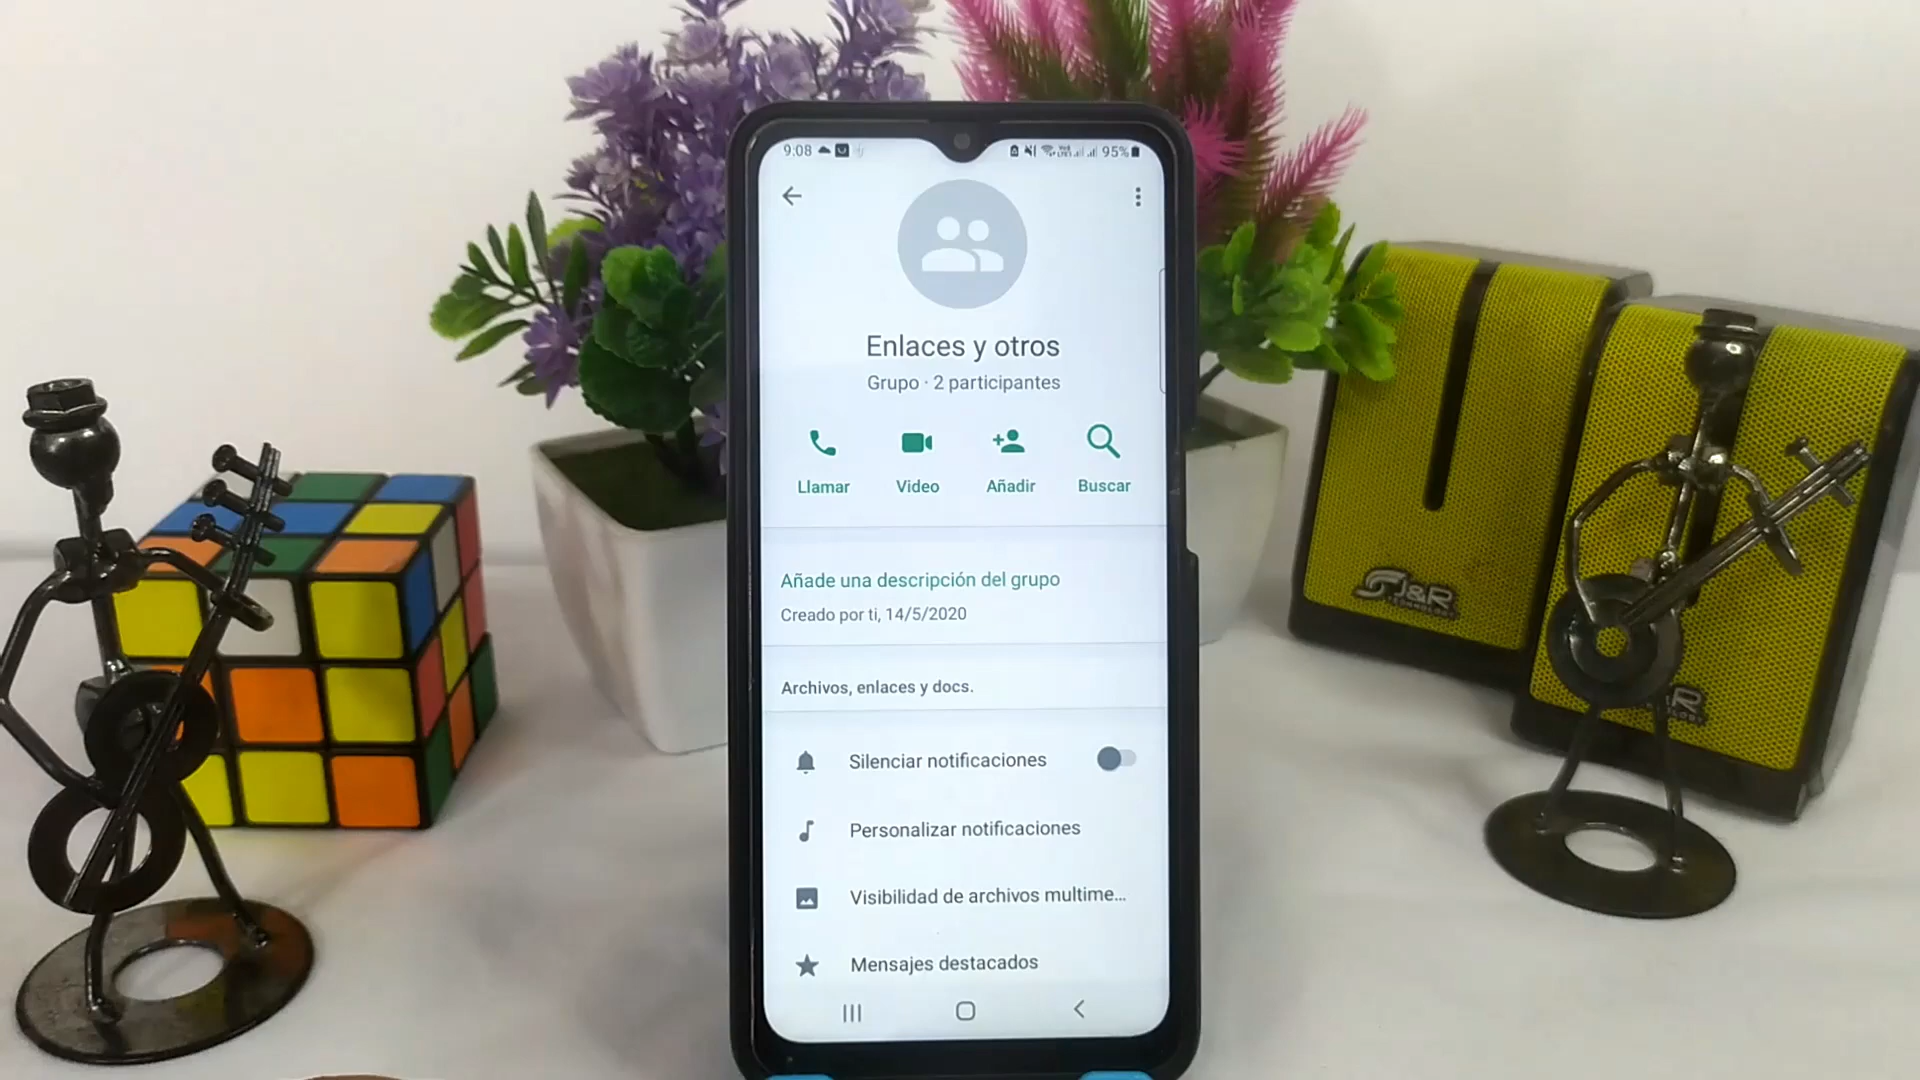 9:08
95%
Enlaces y otros
Grupo · 2 participantes
Llamar Video Añadir Buscar
Añade una descripción del grupo
Creado por ti, 14/5/2020
Archivos, enlaces y docs.
Silenciar notificaciones
Personalizar notificaciones
Visibilidad de archivos multime...
Mensajes destacados
J&R
R